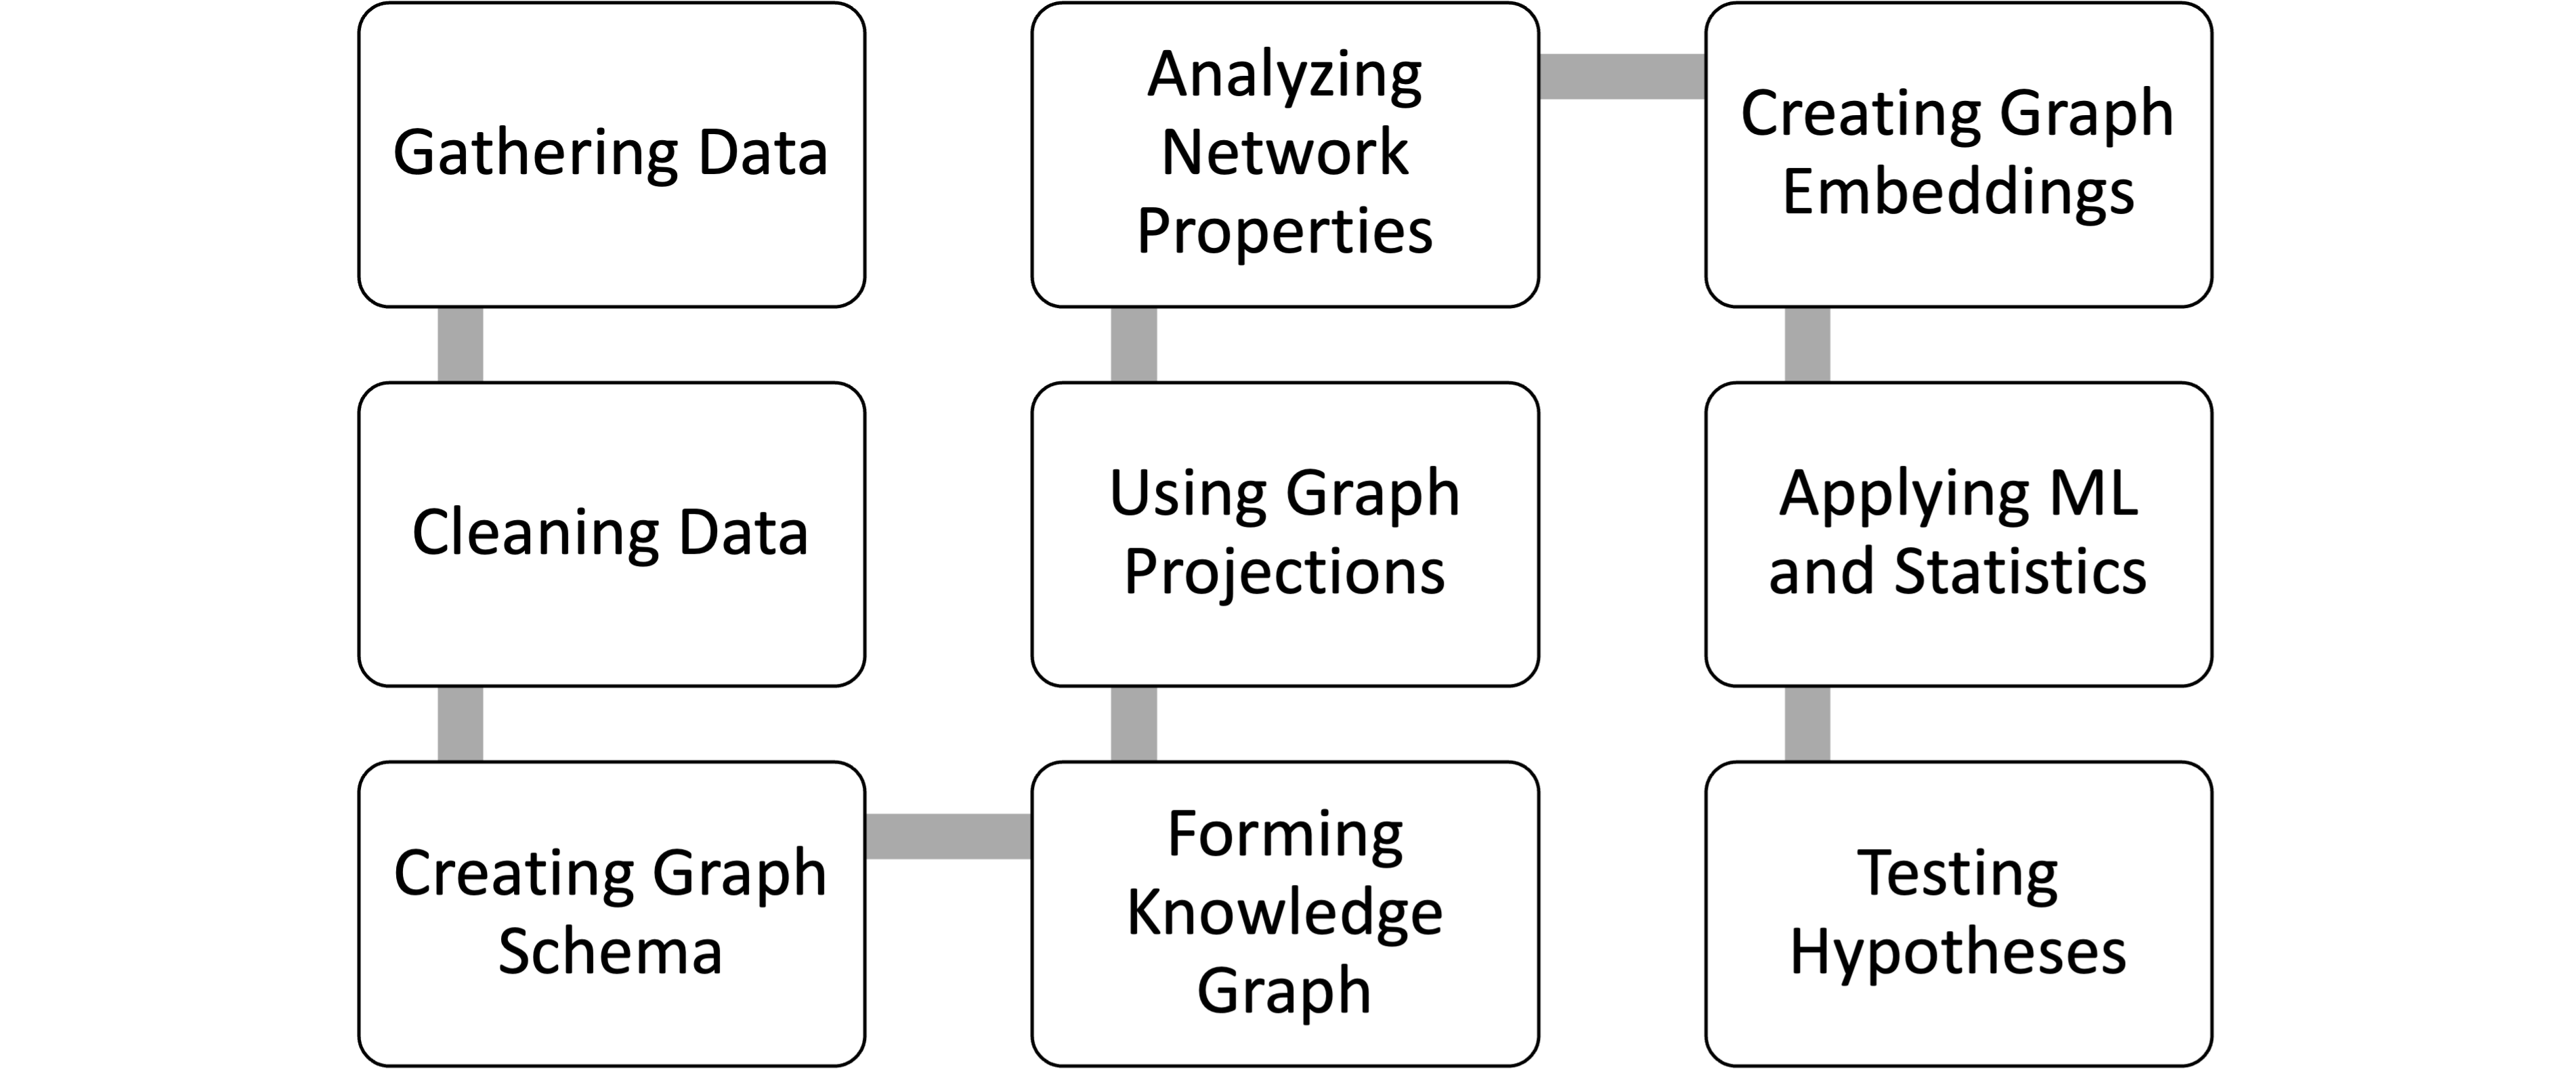 Gathering Data
Cleaning Data
Creating Graph
Schema
Forming
Knowledge
Graph
Using Graph
Projections
Analyzing
Network
Properties
Creating Graph
Embeddings
Applying ML
and Statistics
Testing
Hypotheses